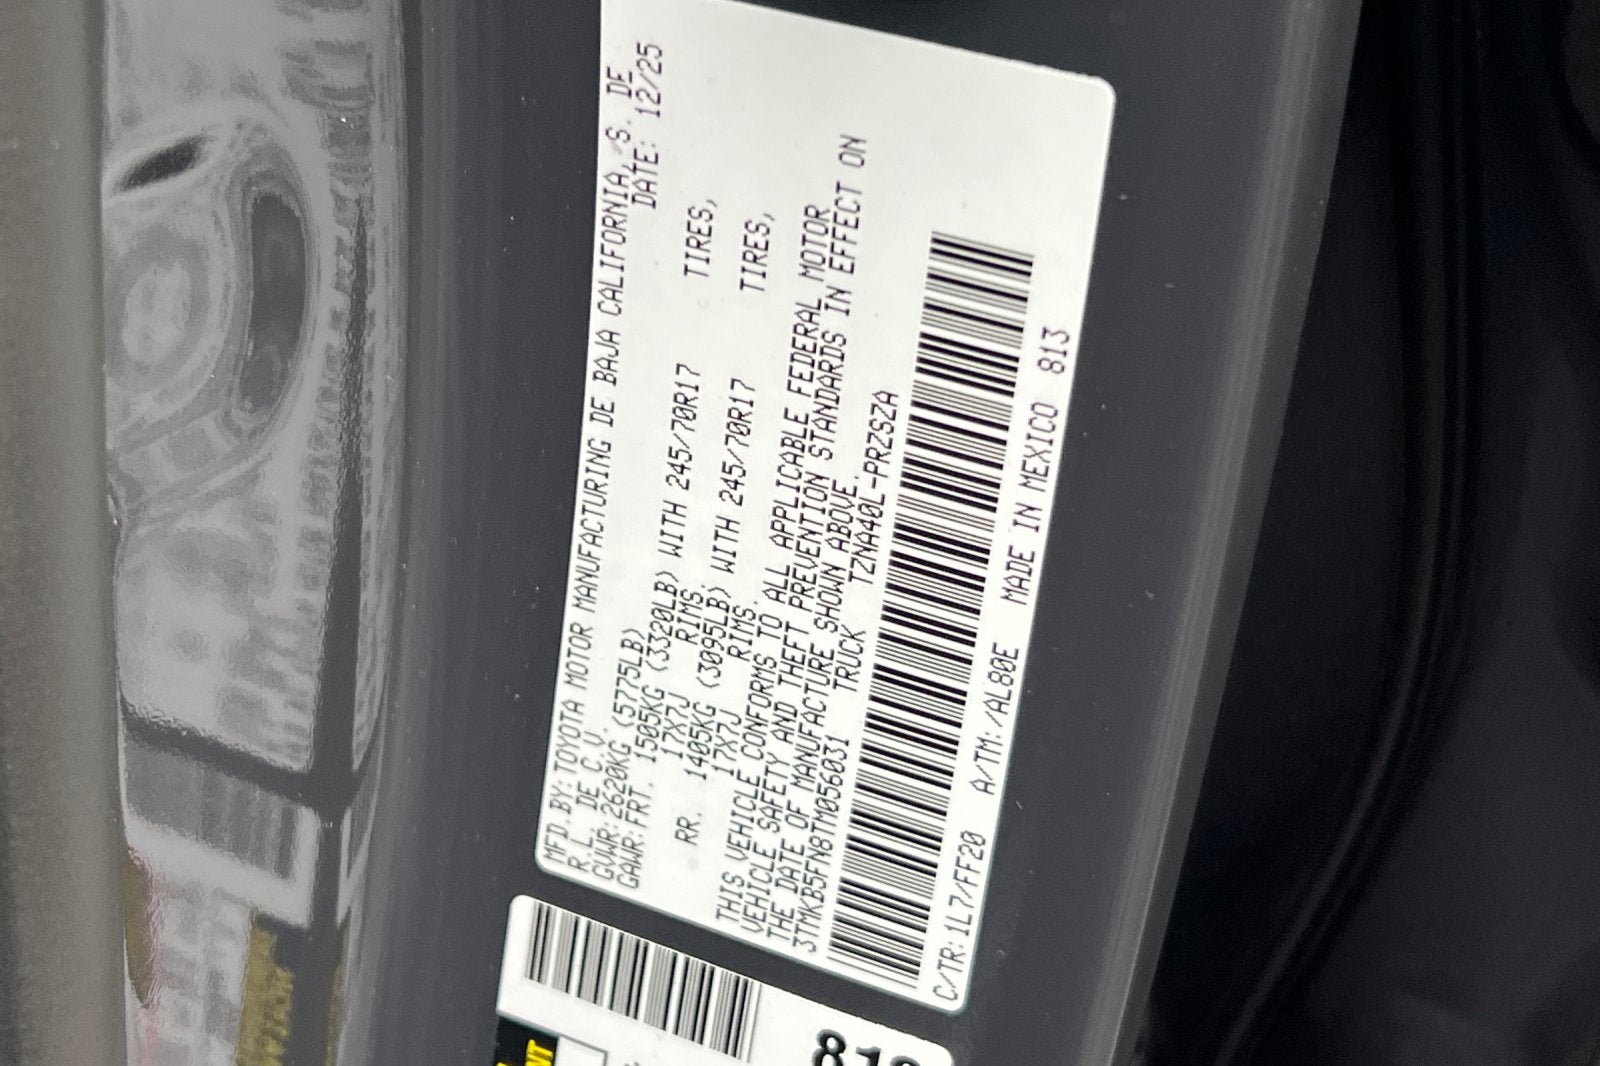 MFD.BY:TOYOTA MOTOR MANUFACTURING DE BAJA CALIFORNIA, S. DE
R.L. DE C.V. DATE: 12/25
GVWR:2620KG (5775LB)
GAWR:FRT. 1505KG (3320LB) WITH 245/70R17 TIRES,
17X7J RIMS.
RR. 1405KG (3095LB) WITH 245/70R17 TIRES,
17X7J RIMS.
THIS VEHICLE CONFORMS TO ALL APPLICABLE FEDERAL MOTOR
VEHICLE SAFETY AND THEFT PREVENTION STANDARDS IN EFFECT ON
THE DATE OF MANUFACTURE SHOWN ABOVE.
3TMKB5FN8TM056031 TRUCK TZNA40L-PRZSZA
C/TR:1L7/FF20 A/TM:/AL80E MADE IN MEXICO 813